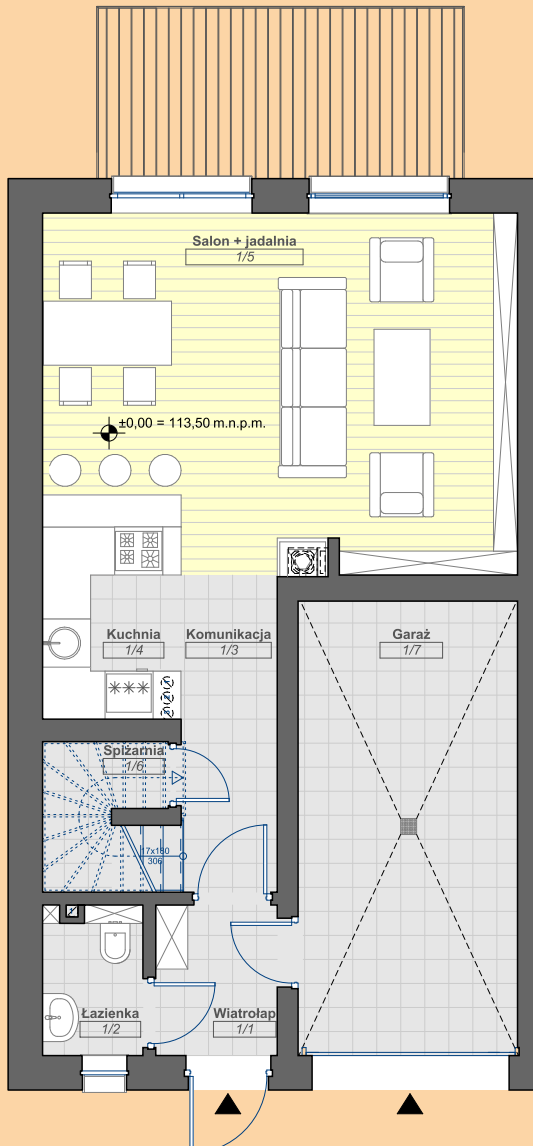 Salon + jadalnia
1/5
±0,00 = 113,50 m.n.p.m.
Kuchnia
1/4
Komunikacja
1/3
Garaż
1/7
Spiżarnia
1/6
17x180
306
Łazienka
1/2
Wiatrołap
1/1